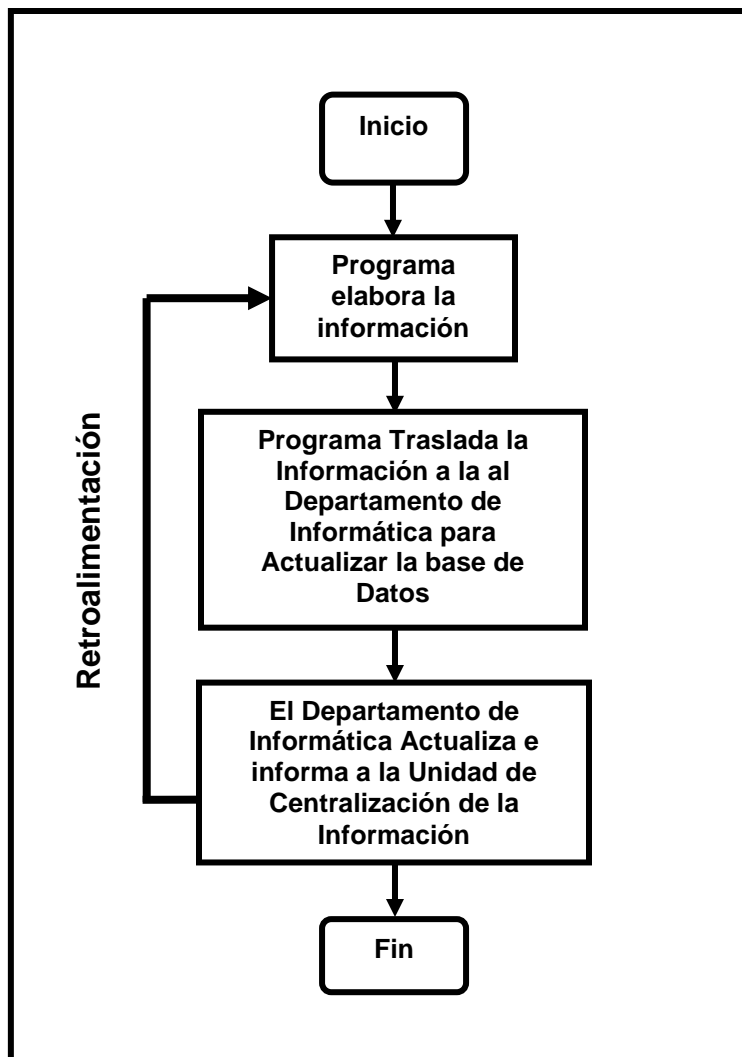 Inicio
Programa
elabora la
información
Programa Traslada la
Información a la al
Departamento de
Informática para
Actualizar la base de
Datos
Retroalimentación
El Departamento de
Informática Actualiza e
informa a la Unidad de
Centralización de la
Información
Fin